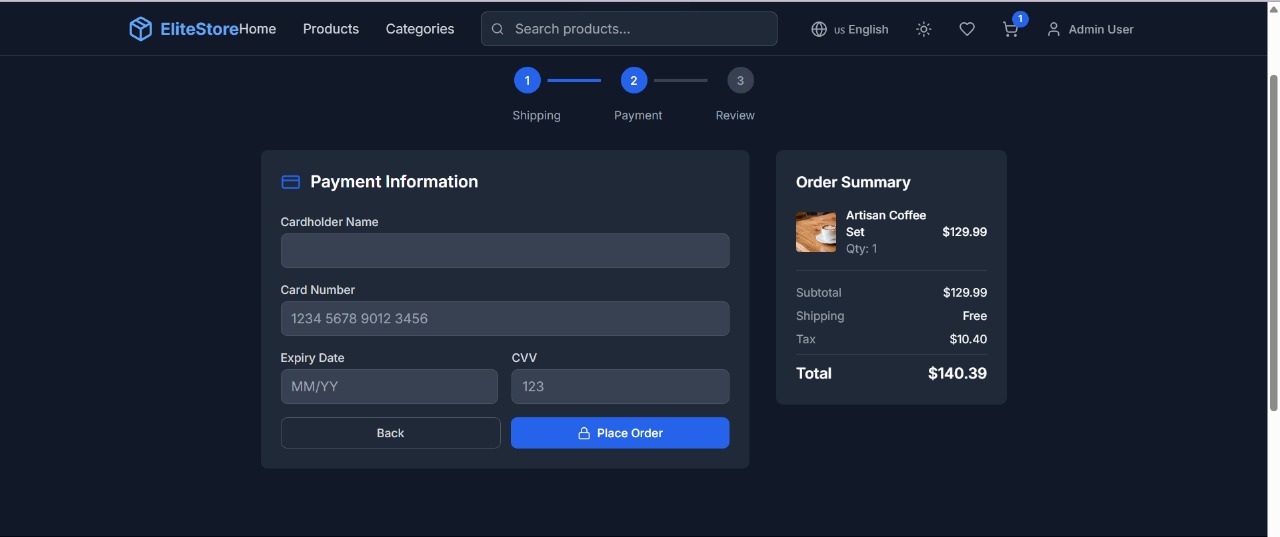 EliteStore Home Products Categories Search products... us English 1 Admin User
1 2 3
Shipping Payment Review
Payment Information
Cardholder Name
Card Number
1234 5678 9012 3456
Expiry Date CVV
MM/YY 123
Back Place Order
Order Summary
Artisan Coffee
Set $129.99
Qty: 1
Subtotal $129.99
Shipping Free
Tax $10.40
Total $140.39